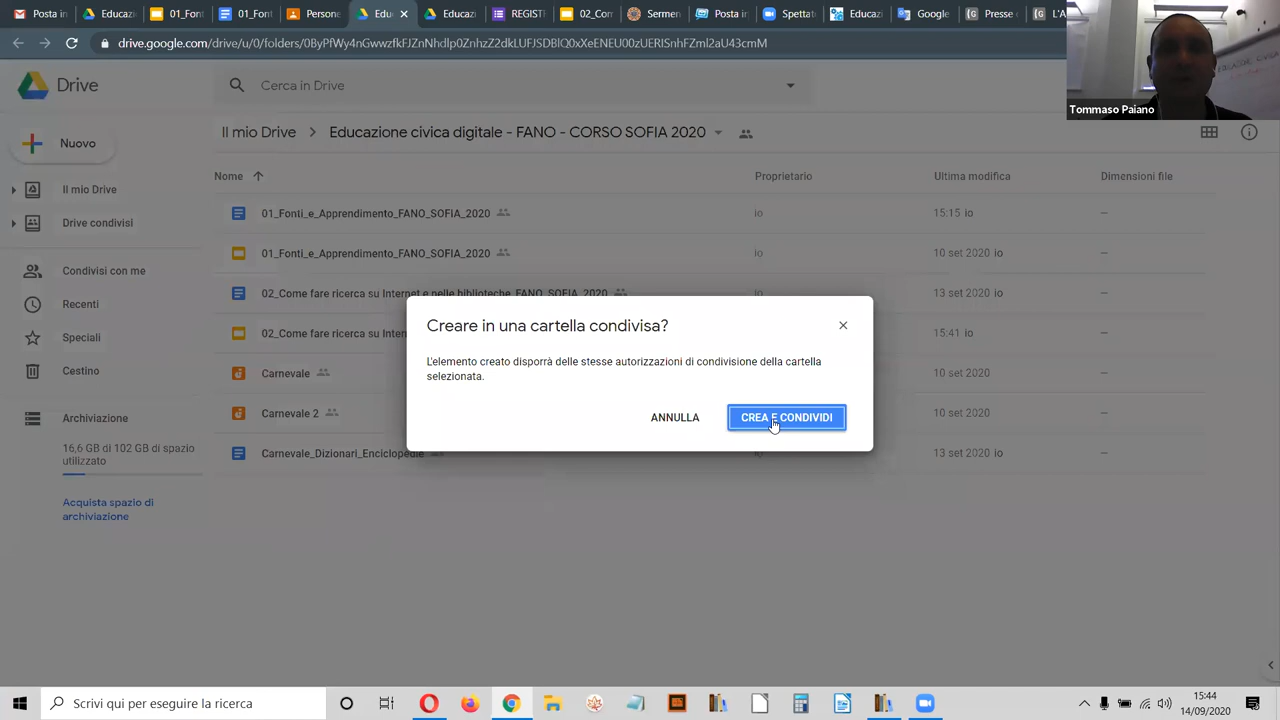 Posta in
Educaz
01_Font
01_Font
Persone
Edu
Educaz
REGIST
02_Com
Sermen
Posta in
Spettat
Educazi
Google
Presse
L'A
drive.google.com/drive/u/0/folders/
Drive
Cerca in Drive
Tommaso Paiano
Nuovo
Il mio Drive
Educazione civica digitale - FANO - CORSO SOFIA 2020
Nome
Proprietario
Ultima modifica
Dimensioni file
Il mio Drive
Drive condivisi
Condivisi con me
Recenti
Speciali
Cestino
Archiviazione
16,6 GB di 102 GB di spazio
utilizzato
Acquista spazio di
archiviazione
01_Fonti_e_Apprendimento_FANO_SOFIA_2020
io
15:15 io
–
01_Fonti_e_Apprendimento_FANO_SOFIA_2020
io
10 set 2020 io
–
02_Come fare ricerca su Internet e nelle biblioteche_FANO_SOFIA_2020
io
13 set 2020 io
–
02_Come fare ricerca su Intern
15:41 io
–
Carnevale
10 set 2020
–
Carnevale 2
10 set 2020
–
Carnevale_Dizionari_Enciclopedie
13 set 2020 io
–
Creare in una cartella condivisa?
L'elemento creato disporrà delle stesse autorizzazioni di condivisione della cartella
selezionata.
ANNULLA
CREA E CONDIVIDI
Scrivi qui per eseguire la ricerca
15:44
14/09/2020